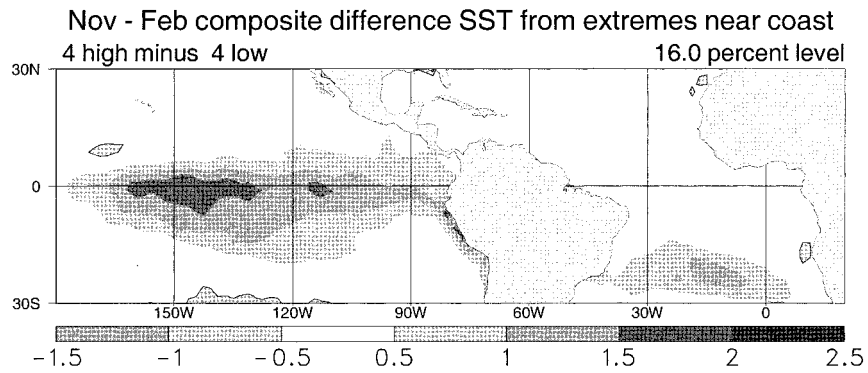 Nov - Feb composite difference SST from extremes near coast
4 high minus 4 low 16.0 percent level
30N
0
30S
150W 120W 90W 60W 30W 0
-1.5 -1 -0.5 0.5 1 1.5 2 2.5